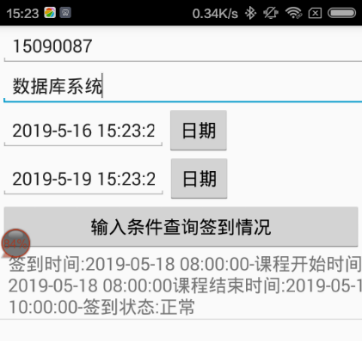 15:23 0.34K/s
15090087
数据库系统
2019-5-16 15:23:2 日期
2019-5-19 15:23:2 日期
输入条件查询签到情况
签到时间:2019-05-18 08:00:00-课程开始时间
2019-05-18 08:00:00课程结束时间:2019-05-1
10:00:00-签到状态:正常